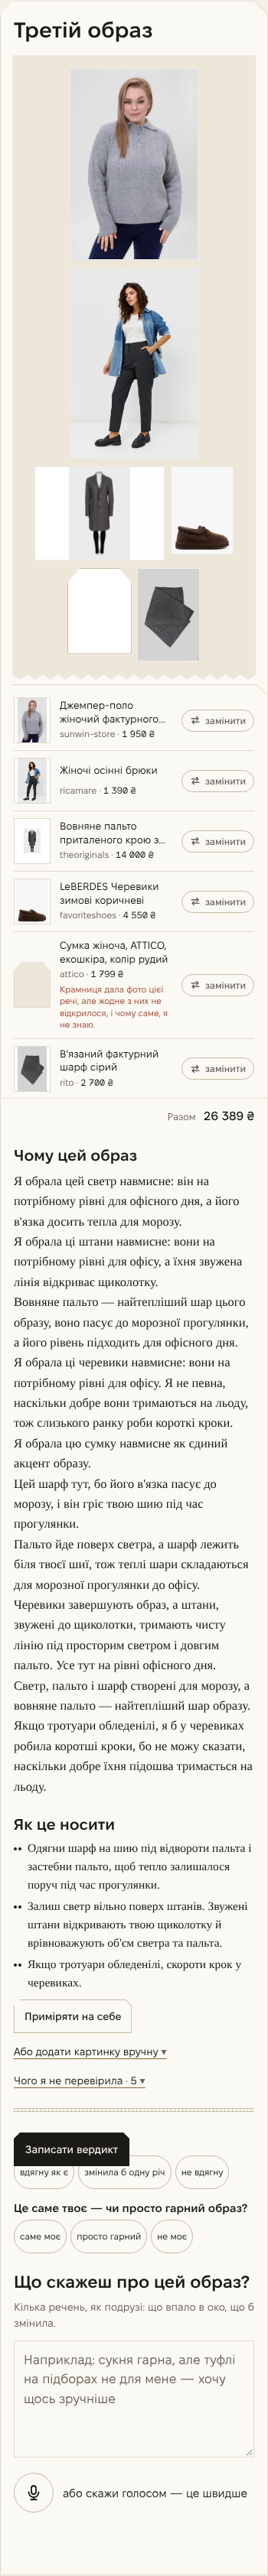 Третій образ
Джемпер-поло
жіночий фактурного…
sunwin-store · 1 950 ₴
замінити
Жіночі осінні брюки
ricamare · 1 390 ₴
замінити
Вовняне пальто
приталеного крою з…
theoriginals · 14 000 ₴
замінити
LeBERDES Черевики
зимові коричневі
favoriteshoes · 4 550 ₴
замінити
Сумка жіноча, ATTICO,
екошкіра, колір рудий
attico · 1 799 ₴
Крамниця дала фото цієї
речі, але жодне з них не
відкрилося, і чому саме, я
не знаю.
замінити
В'язаний фактурний
шарф сірий
rito · 2 700 ₴
замінити
Разом 26 389 ₴
Чому цей образ
Я обрала цей светр навмисне: він на
потрібному рівні для офісного дня, а його
в'язка досить тепла для морозу.
Я обрала ці штани навмисне: вони на
потрібному рівні для офісу, а їхня звужена
лінія відкриває щиколотку.
Вовняне пальто — найтепліший шар цього
образу, воно пасує до морозної прогулянки,
а його рівень підходить для офісного дня.
Я обрала ці черевики навмисне: вони на
потрібному рівні для офісу. Я не певна,
наскільки добре вони тримаються на льоду,
тож слизького ранку роби короткі кроки.
Я обрала цю сумку навмисне як єдиний
акцент образу.
Цей шарф тут, бо його в'язка пасує до
морозу, і він гріє твою шию під час
прогулянки.
Пальто йде поверх светра, а шарф лежить
біля твоєї шиї, тож теплі шари складаються
для морозної прогулянки до офісу.
Черевики завершують образ, а штани,
звужені до щиколотки, тримають чисту
лінію під просторим светром і довгим
пальто. Усе тут на рівні офісного дня.
Светр, пальто і шарф створені для морозу, а
вовняне пальто — найтепліший шар образу.
Якщо тротуари обледенілі, я б у черевиках
робила коротші кроки, бо не можу сказати,
наскільки добре їхня підошва тримається на
льоду.
Як це носити
Одягни шарф на шию під відвороти пальта і
застебни пальто, щоб тепло залишалося
поруч під час прогулянки.
Залиш светр вільно поверх штанів. Звужені
штани відкривають твою щиколотку й
врівноважують об'єм светра та пальта.
Якщо тротуари обледенілі, скороти крок у
черевиках.
Приміряти на себе
Або додати картинку вручну ▾
Чого я не перевірила · 5 ▾
Записати вердикт
вдягну як є
змінила б одну річ
не вдягну
Це саме твоє — чи просто гарний образ?
саме моє
просто гарний
не моє
Що скажеш про цей образ?
Кілька речень, як подрузі: що впало в око, що б
змінила.
Наприклад: сукня гарна, але туфлі
на підборах не для мене — хочу
щось зручніше
або скажи голосом — це швидше